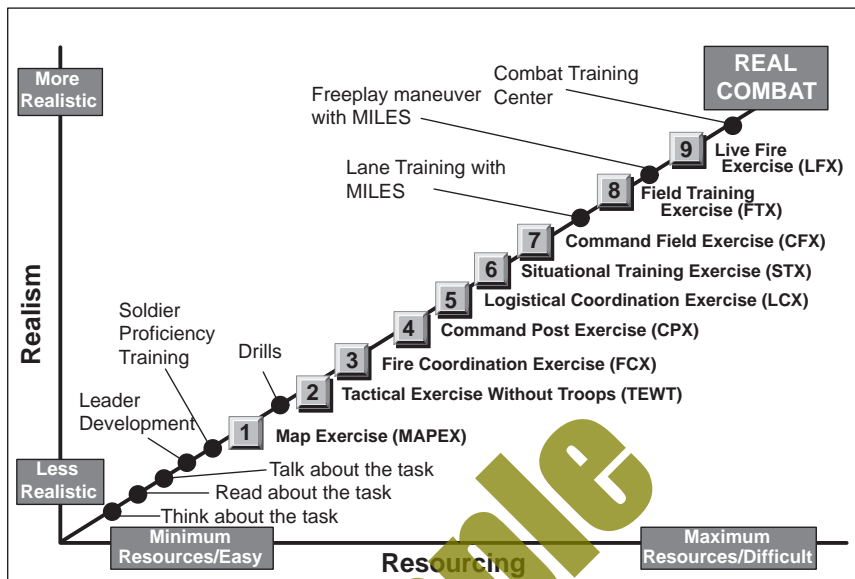 More
Realistic
REAL
COMBAT
Combat Training
Center
Freeplay maneuver
with MILES
Lane Training with
MILES
9
Live Fire
Exercise (LFX)
8
Field Training
Exercise (FTX)
7
Command Field Exercise (CFX)
6
Situational Training Exercise (STX)
5
Logistical Coordination Exercise (LCX)
4
Command Post Exercise (CPX)
3
Fire Coordination Exercise (FCX)
2
Tactical Exercise Without Troops (TEWT)
1
Map Exercise (MAPEX)
Realism
Soldier
Proficiency
Training
Drills
Leader
Development
Talk about the task
Read about the task
Think about the task
Less
Realistic
Minimum
Resources/Easy
Resourcing
Maximum
Resources/Difficult
ple